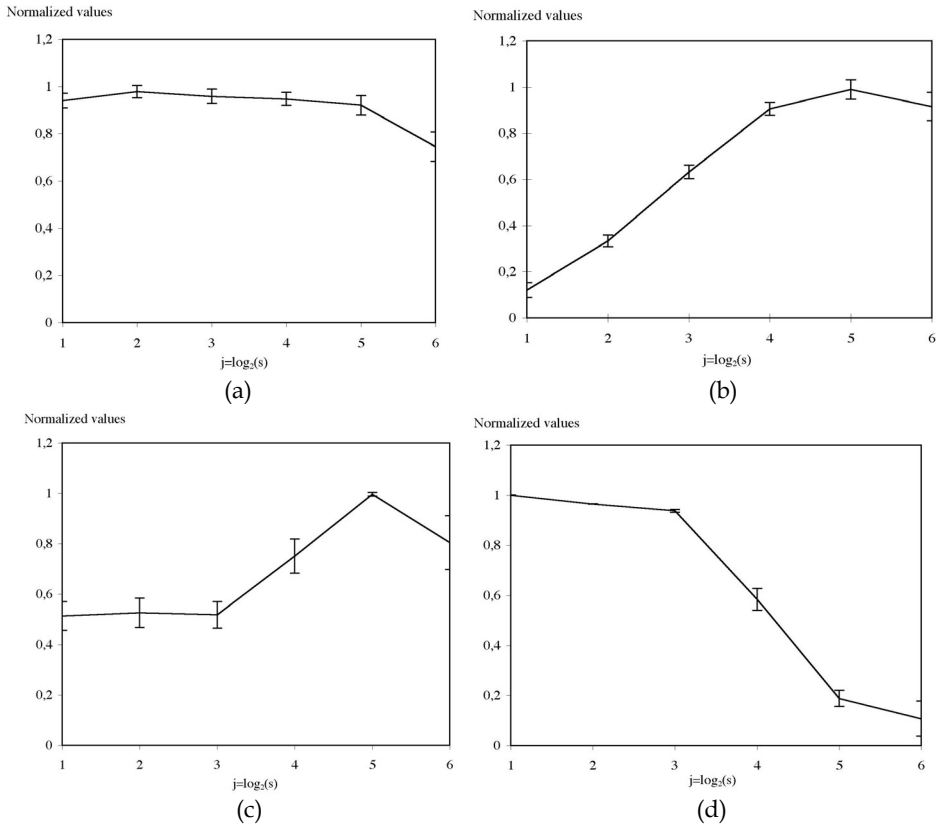 Normalized values
1,2
1
0,8
0,6
0,4
0,2
0
1 2 3 4 5 6
j=log₂(s)
(a)
Normalized values
1,2
1
0,8
0,6
0,4
0,2
0
1 2 3 4 5 6
j=log₂(s)
(b)
Normalized values
1,2
1
0,8
0,6
0,4
0,2
0
1 2 3 4 5 6
j=log₂(s)
(c)
Normalized values
1,2
1
0,8
0,6
0,4
0,2
0
1 2 3 4 5 6
j=log₂(s)
(d)